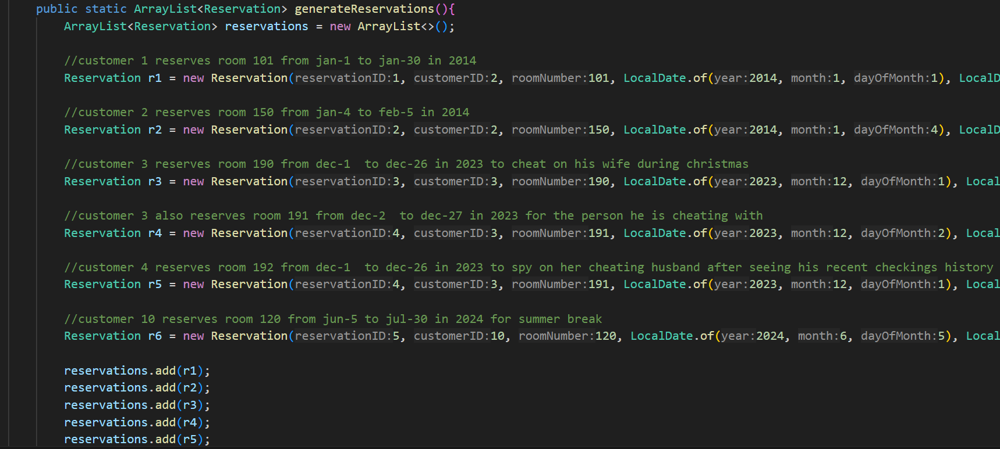 public static ArrayList<Reservation> generateReservations(){
ArrayList<Reservation> reservations = new ArrayList<>();
//customer 1 reserves room 101 from jan-1 to jan-30 in 2014
Reservation r1 = new Reservation(reservationID:1, customerID:2, roomNumber:101, LocalDate.of(year:2014, month:1, dayOfMonth:1), LocalD
//customer 2 reserves room 150 from jan-4 to feb-5 in 2014
Reservation r2 = new Reservation(reservationID:2, customerID:2, roomNumber:150, LocalDate.of(year:2014, month:1, dayOfMonth:4), LocalD
//customer 3 reserves room 190 from dec-1  to dec-26 in 2023 to cheat on his wife during christmas
Reservation r3 = new Reservation(reservationID:3, customerID:3, roomNumber:190, LocalDate.of(year:2023, month:12, dayOfMonth:1), Local
//customer 3 also reserves room 191 from dec-2  to dec-27 in 2023 for the person he is cheating with
Reservation r4 = new Reservation(reservationID:4, customerID:3, roomNumber:191, LocalDate.of(year:2023, month:12, dayOfMonth:2), Local
//customer 4 reserves room 192 from dec-1  to dec-26 in 2023 to spy on her cheating husband after seeing his recent checkings history
Reservation r5 = new Reservation(reservationID:4, customerID:3, roomNumber:191, LocalDate.of(year:2023, month:12, dayOfMonth:1), Local
//customer 10 reserves room 120 from jun-5 to jul-30 in 2024 for summer break
Reservation r6 = new Reservation(reservationID:5, customerID:10, roomNumber:120, LocalDate.of(year:2024, month:6, dayOfMonth:5), Local
reservations.add(r1);
reservations.add(r2);
reservations.add(r3);
reservations.add(r4);
reservations.add(r5);